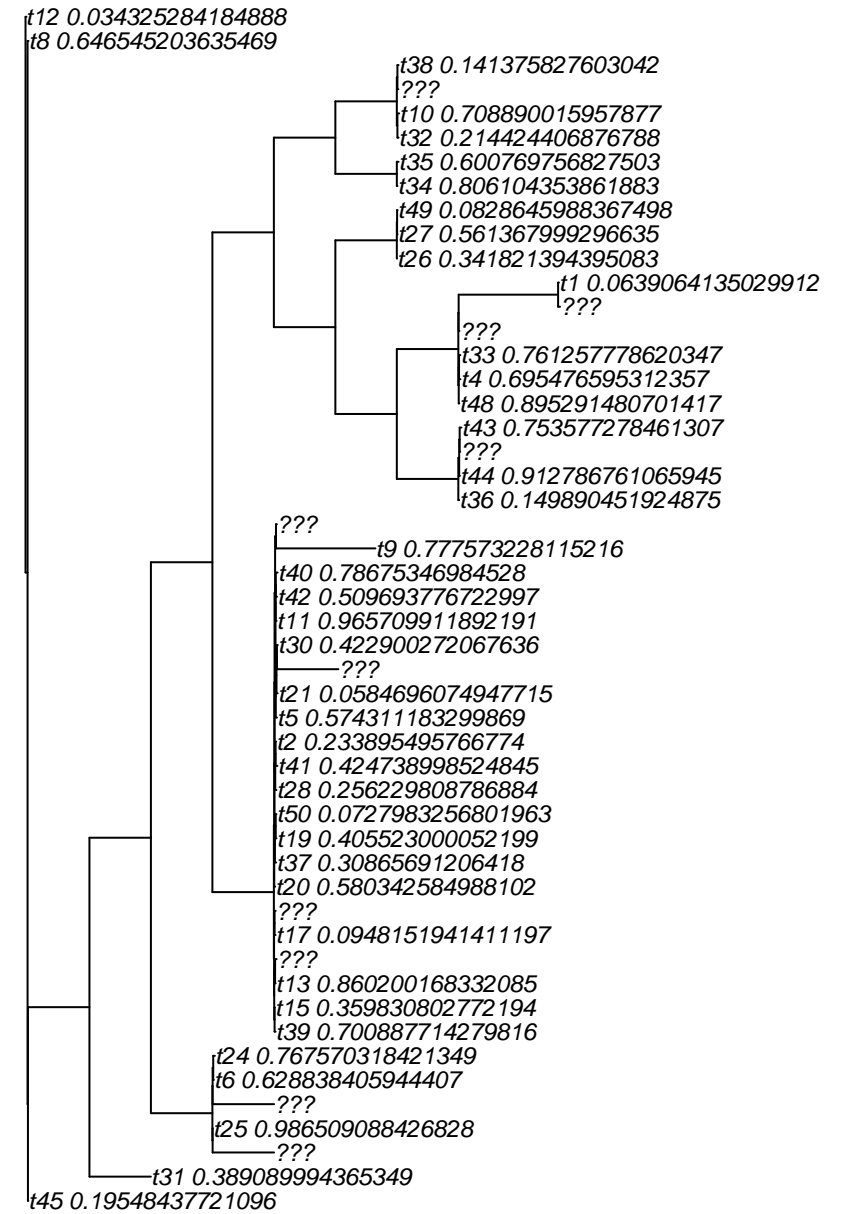 t12 0.034325284184888
t8 0.646545203635469
t38 0.141375827603042
???
t10 0.708890015957877
t32 0.214424406876788
t35 0.600769756827503
t34 0.806104353861883
t49 0.0828645988367498
t27 0.561367999296635
t26 0.341821394395083
t1 0.0639064135029912
???
???
t33 0.761257778620347
t4 0.695476595312357
t48 0.895291480701417
t43 0.753577278461307
???
t44 0.912786761065945
t36 0.149890451924875
???
t9 0.777573228115216
t40 0.78675346984528
t42 0.509693776722997
t11 0.965709911892191
t30 0.422900272067636
???
t21 0.0584696074947715
t5 0.574311183299869
t2 0.233895495766774
t41 0.424738998524845
t28 0.256229808786884
t50 0.0727983256801963
t19 0.405523000052199
t37 0.30865691206418
t20 0.580342584988102
???
t17 0.0948151941411197
???
t13 0.860200168332085
t15 0.359830802772194
t39 0.700887714279816
t24 0.767570318421349
t6 0.628838405944407
???
t25 0.986509088426828
???
t31 0.389089994365349
t45 0.19548437721096